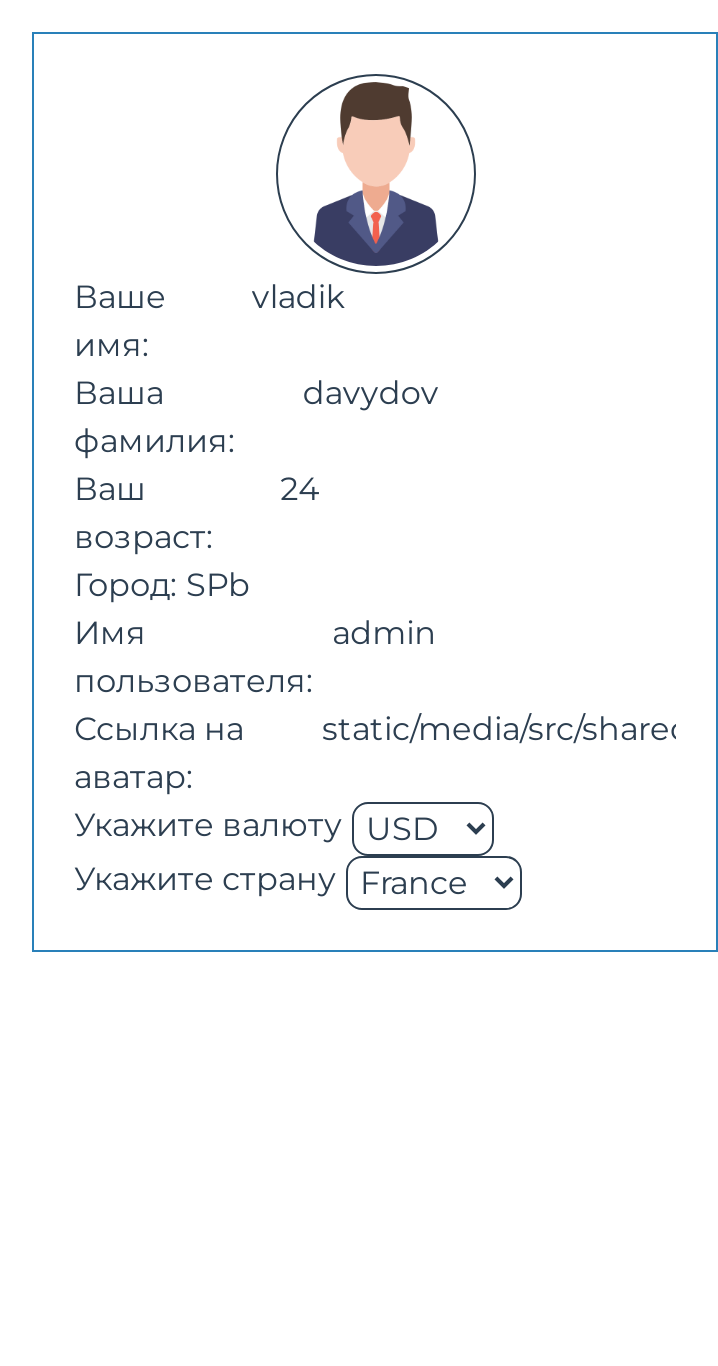 Ваше vladik
имя:
Ваша davydov
фамилия:
Ваш 24
возраст:
Город: SPb
Имя admin
пользователя:
Ссылка на static/media/src/shared
аватар:
Укажите валюту USD
Укажите страну France